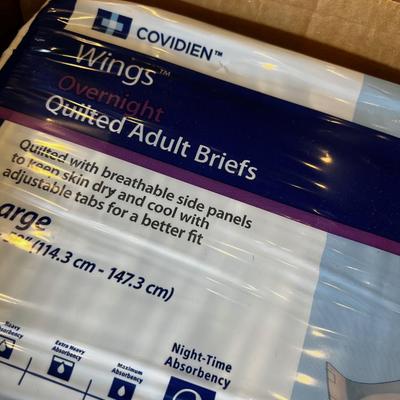 COVIDIEN™
Wings™
Overnight
Quilted Adult Briefs
Quilted with breathable side panels
to keep skin dry and cool with
adjustable tabs for a better fit
arge
(114.3 cm - 147.3 cm)
Heavy
Absorbency
Extra Heavy
Absorbency
Maximum
Absorbency
Night-Time
Absorbency